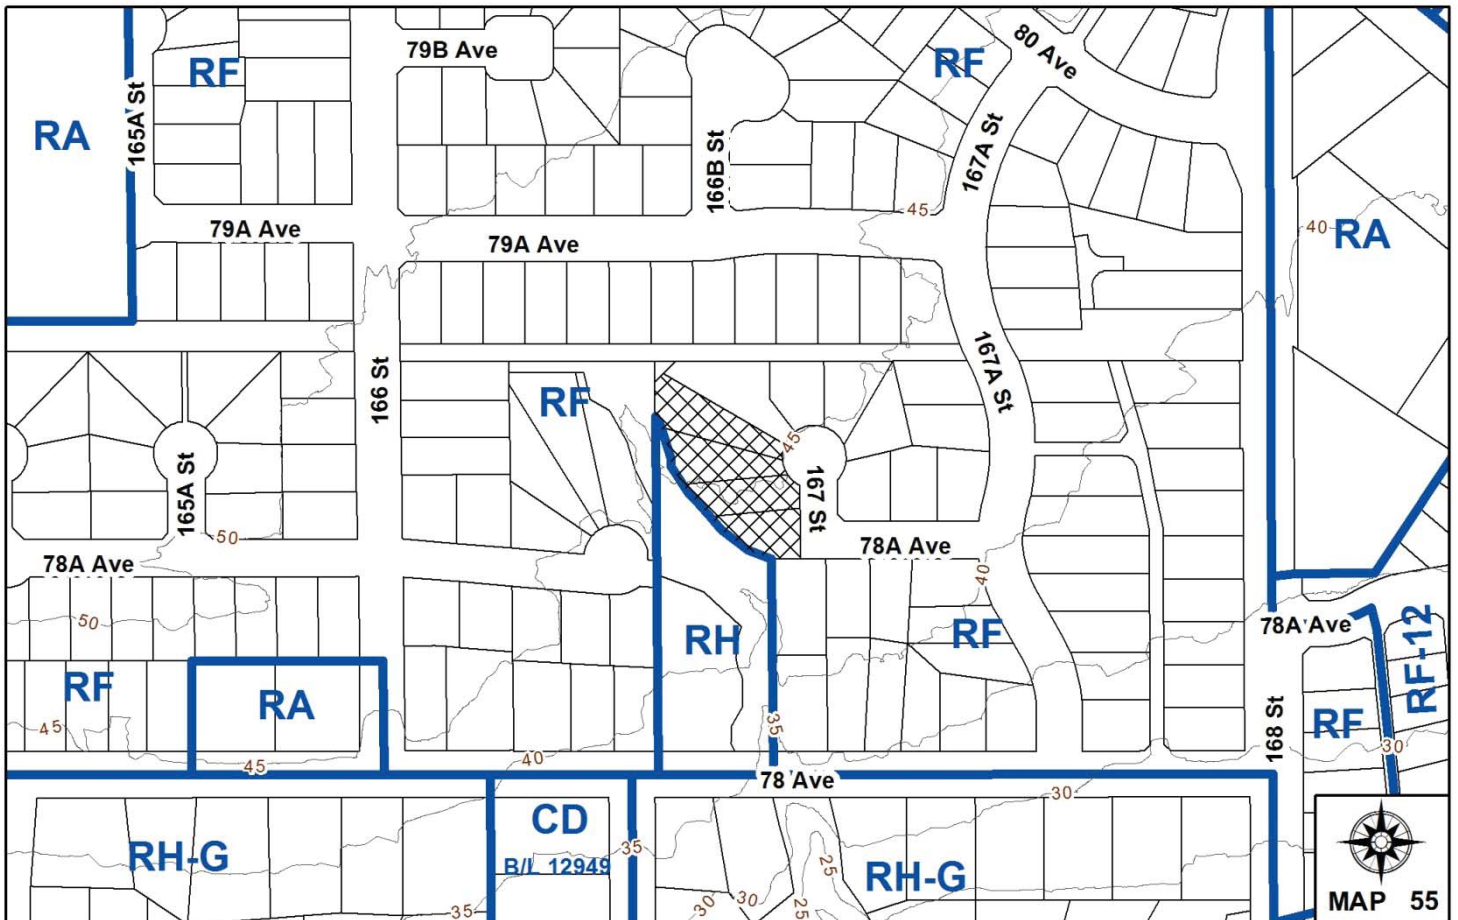 79B Ave
80 Ave
RF
RF
RA
165A St
166B St
167A St
45
79A Ave
79A Ave
40
RA
166 St
167A St
RF
45
165A St
167 St
50
78A Ave
78A Ave
40
50
78A Ave
RF-12
RH
RF
RF
RA
RF
45
35
168 St
30
45
40
78 Ave
30
CD
B/L 12949
35
RH-G
25
RH-G
35
30
30
25
MAP 55